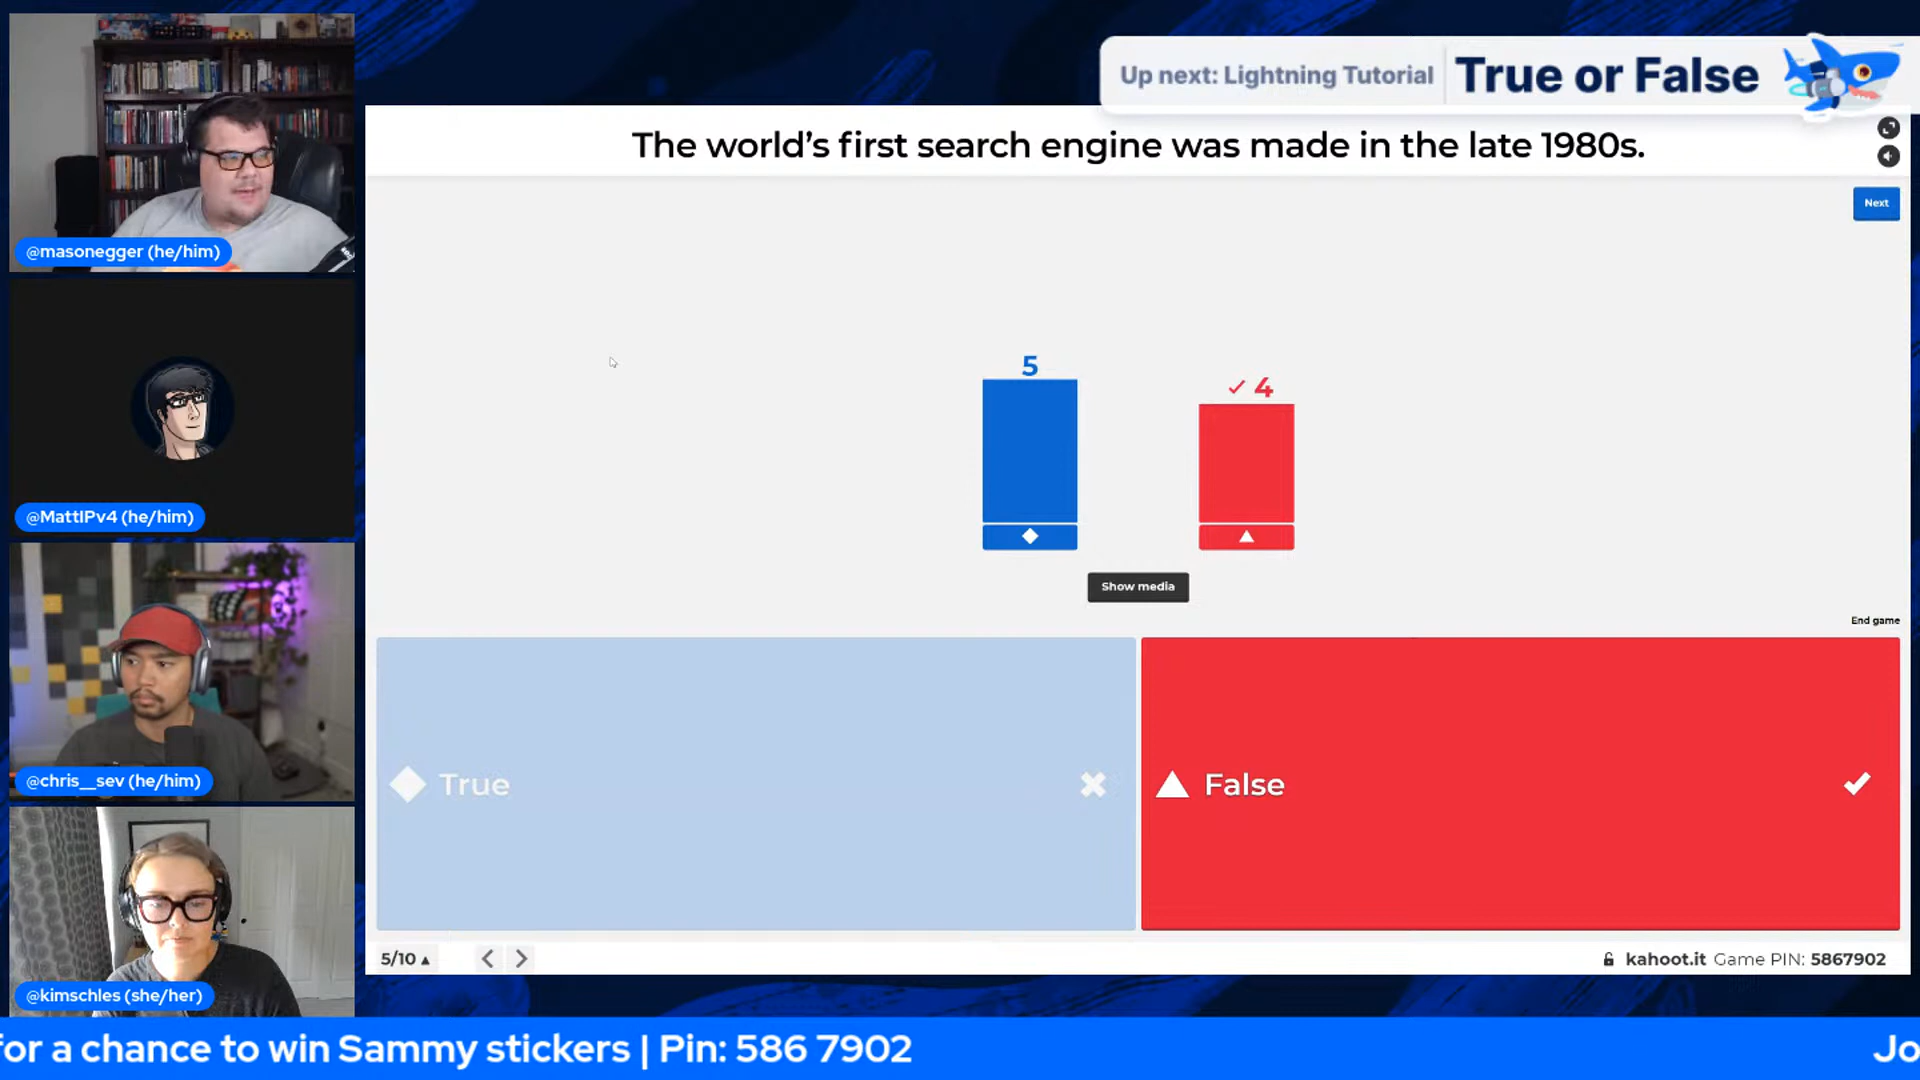 @masonegger (he/him)
@MattIPv4 (he/him)
@chris__sev (he/him)
@kimschles (she/her)
Up next: Lightning Tutorial
True or False
The world's first search engine was made in the late 1980s.
Next
5
4
Show media
End game
True
False
5/10
kahoot.it Game PIN: 5867902
for a chance to win Sammy stickers | Pin: 586 7902
Jo